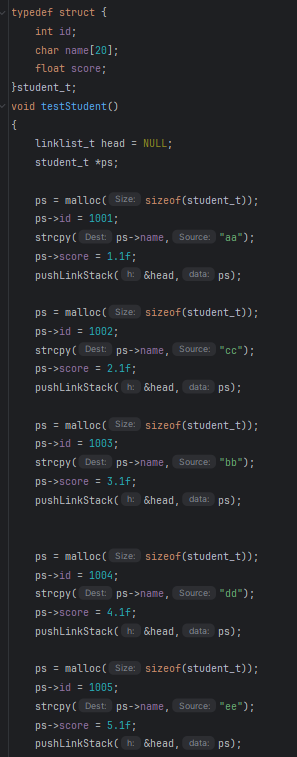 typedef struct {
    int id;
    char name[20];
    float score;
}student_t;
void testStudent()
{
    linklist_t head = NULL;
    student_t *ps;

    ps = malloc( Size: sizeof(student_t));
    ps->id = 1001;
    strcpy( Dest: ps->name, Source: "aa");
    ps->score = 1.1f;
    pushLinkStack( h: &head, data: ps);

    ps = malloc( Size: sizeof(student_t));
    ps->id = 1002;
    strcpy( Dest: ps->name, Source: "cc");
    ps->score = 2.1f;
    pushLinkStack( h: &head, data: ps);

    ps = malloc( Size: sizeof(student_t));
    ps->id = 1003;
    strcpy( Dest: ps->name, Source: "bb");
    ps->score = 3.1f;
    pushLinkStack( h: &head, data: ps);


    ps = malloc( Size: sizeof(student_t));
    ps->id = 1004;
    strcpy( Dest: ps->name, Source: "dd");
    ps->score = 4.1f;
    pushLinkStack( h: &head, data: ps);

    ps = malloc( Size: sizeof(student_t));
    ps->id = 1005;
    strcpy( Dest: ps->name, Source: "ee");
    ps->score = 5.1f;
    pushLinkStack( h: &head, data: ps);